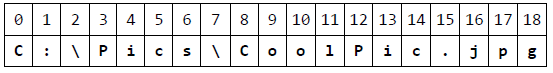 0 1 2 3 4 5 6 7 8 9 10 11 12 13 14 15 16 17 18
C : \ P i c s \ C o o l P i c . j p g